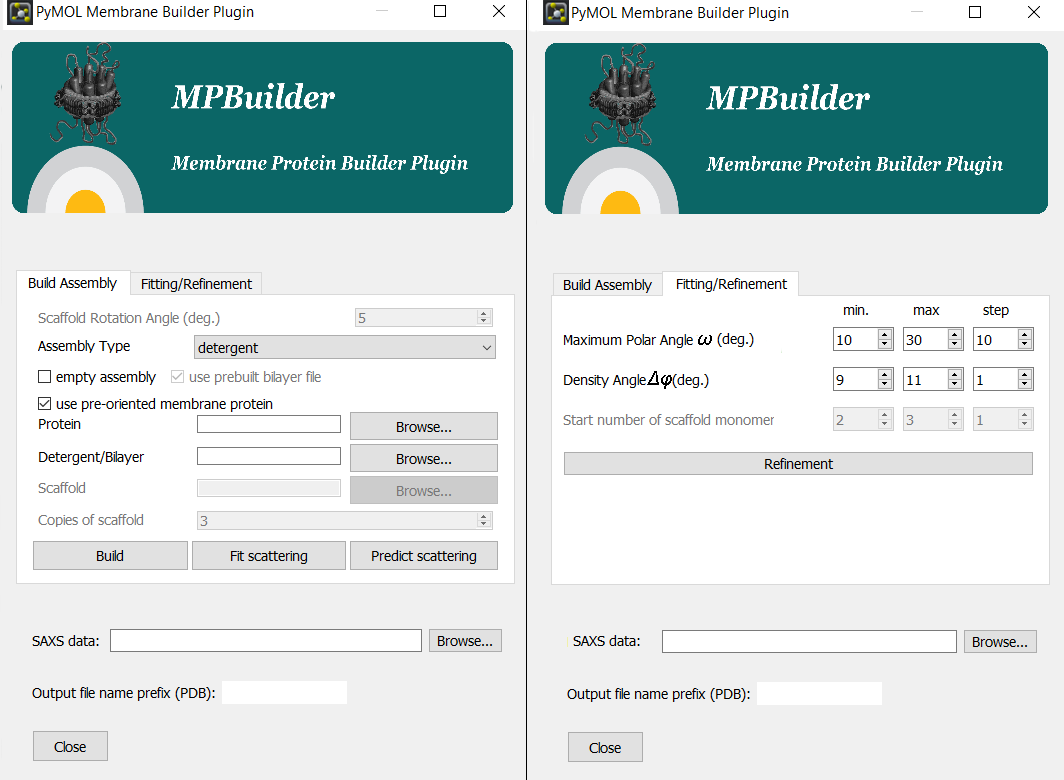 PyMOL Membrane Builder Plugin
MPBuilder
Membrane Protein Builder Plugin
Build Assembly Fitting/Refinement
Scaffold Rotation Angle (deg.) 5
Assembly Type detergent
empty assembly use prebuilt bilayer file
use pre-oriented membrane protein
Protein Browse...
Detergent/Bilayer Browse...
Scaffold Browse...
Copies of scaffold 3
Build Fit scattering Predict scattering
SAXS data: Browse...
Output file name prefix (PDB):
Close
PyMOL Membrane Builder Plugin
MPBuilder
Membrane Protein Builder Plugin
Build Assembly Fitting/Refinement
min. max step
Maximum Polar Angle ω (deg.) 10 30 10
Density Angle Δφ(deg.) 9 11 1
Start number of scaffold monomer 2 3 1
Refinement
SAXS data: Browse...
Output file name prefix (PDB):
Close